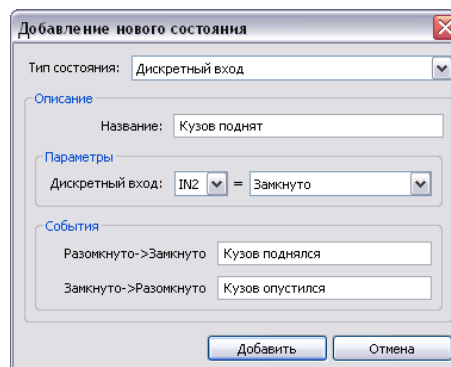 Добавление нового состояния
Тип состояния: Дискретный вход
Описание
Название: Кузов поднят
Параметры
Дискретный вход: IN2 = Замкнуто
События
Разомкнуто->Замкнуто Кузов поднялся
Замкнуто->Разомкнуто Кузов опустился
Добавить Отмена